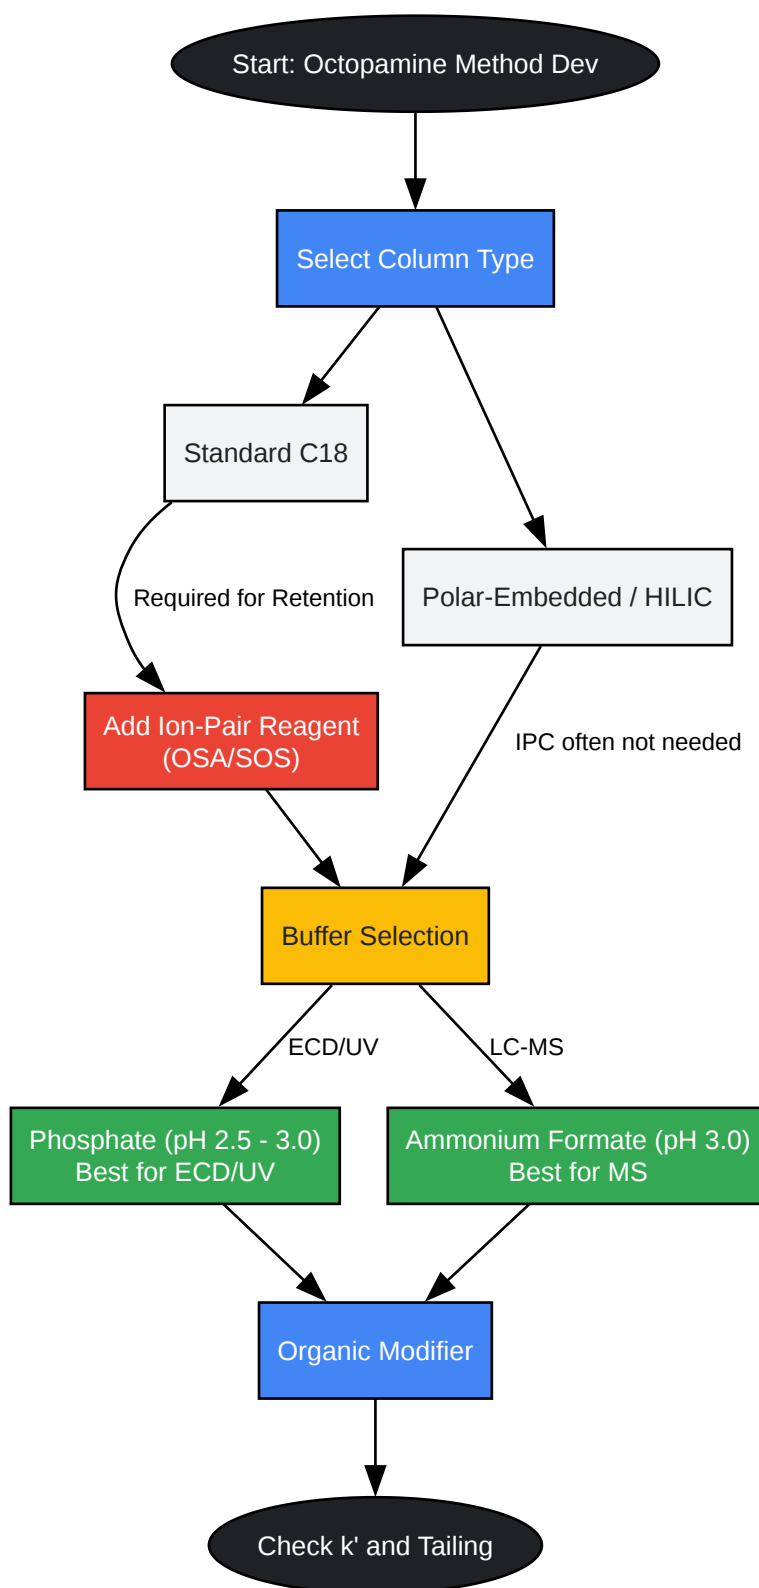 Start: Octopamine Method Dev
Select Column Type
Standard C18
Required for Retention
Polar-Embedded / HILIC
Add Ion-Pair Reagent
(OSA/SOS)
IPC often not needed
Buffer Selection
ECD/UV
LC-MS
Phosphate (pH 2.5 - 3.0)
Best for ECD/UV
Ammonium Formate (pH 3.0)
Best for MS
Organic Modifier
Check k' and Tailing